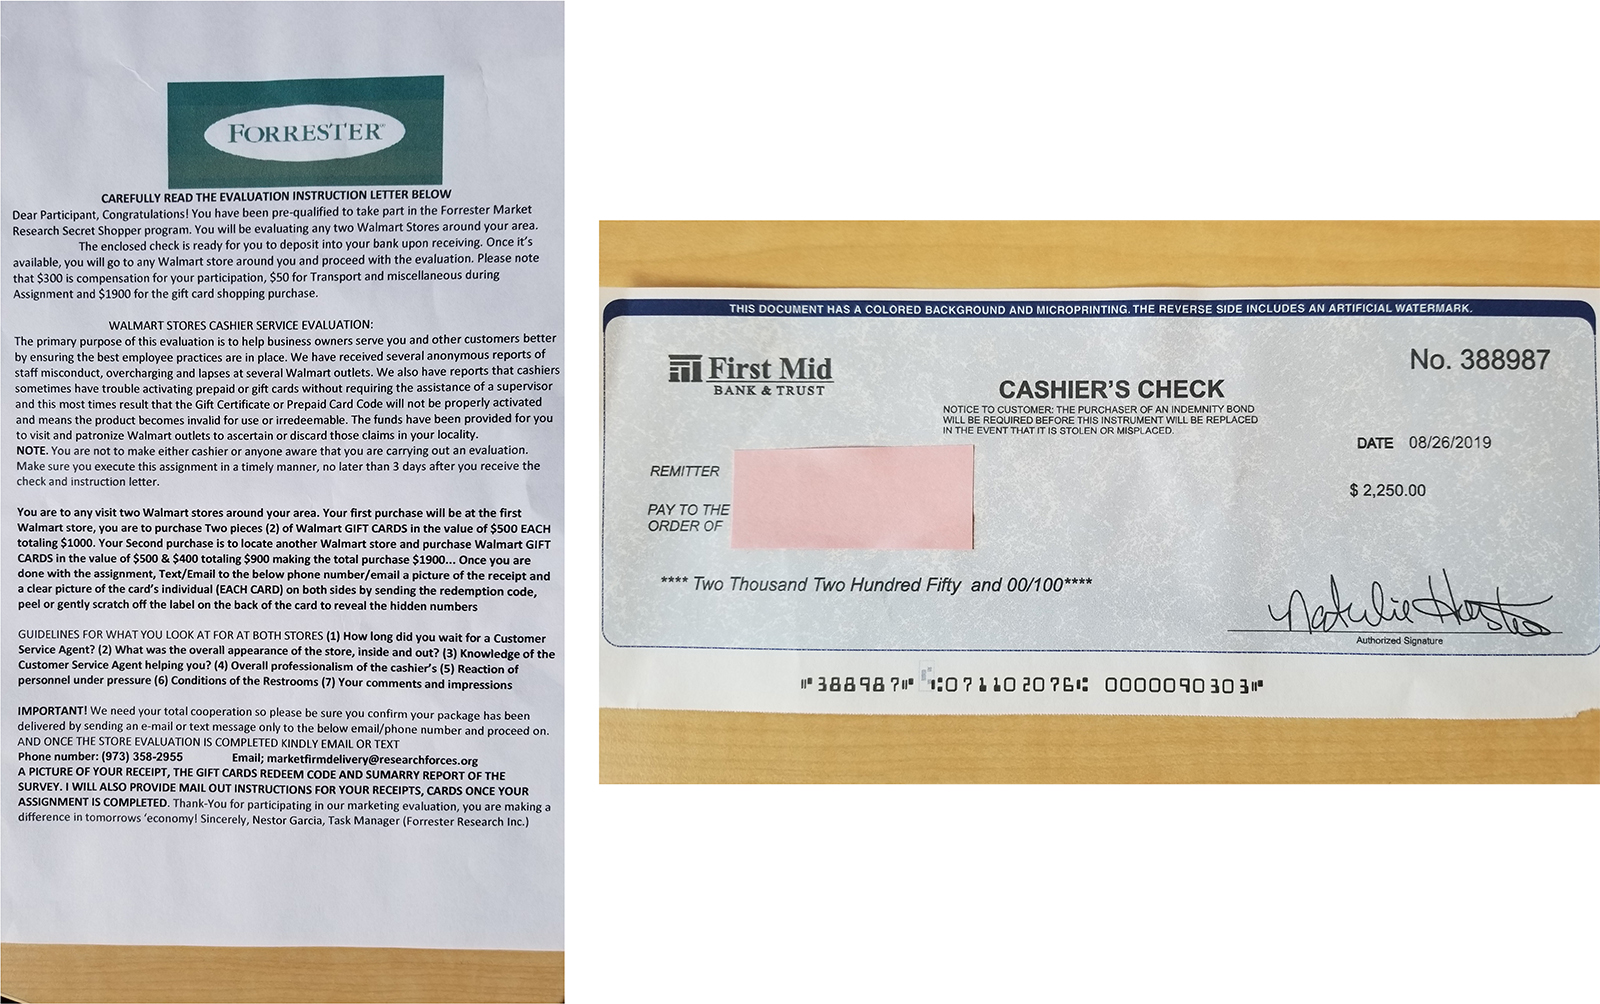 FORRESTER
CAREFULLY READ THE EVALUATION INSTRUCTION LETTER BELOW
Dear Participant, Congratulations! You have been pre-qualified to take part in the Forrester Market
Research Secret Shopper program. You will be evaluating any two Walmart Stores around your area.
The enclosed check is ready for you to deposit into your bank upon receiving. Once it's
available, you will go to any Walmart store around you and proceed with the evaluation. Please note
that $300 is compensation for your participation, $50 for Transport and miscellaneous during
Assignment and $1900 for the gift card shopping purchase.
WALMART STORES CASHIER SERVICE EVALUATION:
The primary purpose of this evaluation is to help business owners serve you and other customers better
by ensuring the best employee practices are in place. We have received several anonymous reports of
staff misconduct, overcharging and lapses at several Walmart outlets. We also have reports that cashiers
sometimes have trouble activating prepaid or gift cards without requiring the assistance of a supervisor
and this most times result that the Gift Certificate or Prepaid Card Code will not be properly activated
and means the product becomes invalid for use or irredeemable. The funds have been provided for you
to visit and patronize Walmart outlets to ascertain or discard those claims in your locality.
NOTE. You are not to make either cashier or anyone aware that you are carrying out an evaluation.
Make sure you execute this assignment in a timely manner, no later than 3 days after you receive the
check and instruction letter.
You are to any visit two Walmart stores around your area. Your first purchase will be at the first
Walmart store, you are to purchase Two pieces (2) of Walmart GIFT CARDS in the value of $500 EACH
totaling $1000. Your Second purchase is to locate another Walmart store and purchase Walmart GIFT
CARDS in the value of $500 & $400 totaling $900 making the total purchase $1900... Once you are
done with the assignment, Text/Email to the below phone number/email a picture of the receipt and
a clear picture of the card's individual (EACH CARD) on both sides by sending the redemption code,
peel or gently scratch off the label on the back of the card to reveal the hidden numbers
GUIDELINES FOR WHAT YOU LOOK AT FOR AT BOTH STORES (1) How long did you wait for a Customer
Service Agent? (2) What was the overall appearance of the store, inside and out? (3) Knowledge of the
Customer Service Agent helping you? (4) Overall professionalism of the cashier's (5) Reaction of
personnel under pressure (6) Conditions of the Restrooms (7) Your comments and impressions
IMPORTANT! We need your total cooperation so please be sure you confirm your package has been
delivered by sending an e-mail or text message only to the below email/phone number and proceed on.
AND ONCE THE STORE EVALUATION IS COMPLETED KINDLY EMAIL OR TEXT
Phone number: (973) 358-2955 Email; marketfirmdelivery@researchforces.org
A PICTURE OF YOUR RECEIPT, THE GIFT CARDS REDEEM CODE AND SUMARRY REPORT OF THE
SURVEY. I WILL ALSO PROVIDE MAIL OUT INSTRUCTIONS FOR YOUR RECEIPTS, CARDS ONCE YOUR
ASSIGNMENT IS COMPLETED. Thank-You for participating in our marketing evaluation, you are making a
difference in tomorrows 'economy! Sincerely, Nestor Garcia, Task Manager (Forrester Research Inc.)
THIS DOCUMENT HAS A COLORED BACKGROUND AND MICROPRINTING. THE REVERSE SIDE INCLUDES AN ARTIFICIAL WATERMARK.
First Mid
BANK & TRUST
No. 388987
CASHIER'S CHECK
NOTICE TO CUSTOMER: THE PURCHASER OF AN INDEMNITY BOND
WILL BE REQUIRED BEFORE THIS INSTRUMENT WILL BE REPLACED
IN THE EVENT THAT IT IS STOLEN OR MISPLACED.
DATE 08/26/2019
REMITTER
$ 2,250.00
PAY TO THE
ORDER OF
**** Two Thousand Two Hundred Fifty and 00/100****
Authorized Signature
⑈388987⑈ ⑆071102076⑆ 0000090303⑈